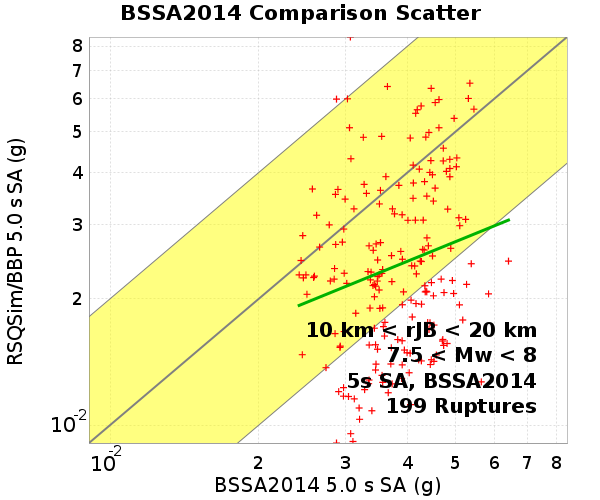 BSSA2014 Comparison Scatter
RSQSim/BBP 5.0 s SA (g)
8
7
6
5
4
3
2
10-2
10 km < rJB < 20 km
7.5 < Mw < 8
5s SA, BSSA2014
199 Ruptures
10-2 2 3 4 5 6 7 8
BSSA2014 5.0 s SA (g)